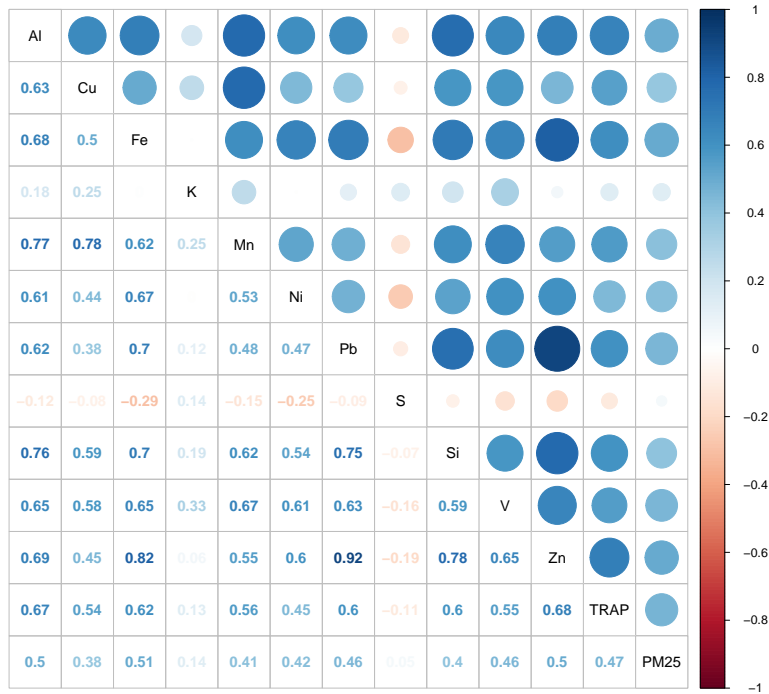 Al
0.63 Cu
0.68 0.5 Fe
0.18 0.25 K
0.77 0.78 0.62 0.25 Mn
0.61 0.44 0.67 0.53 Ni
0.62 0.38 0.7 0.12 0.48 0.47 Pb
−0.12 −0.08 −0.29 0.14 −0.15 −0.25 −0.09 S
0.76 0.59 0.7 0.19 0.62 0.54 0.75 −0.07 Si
0.65 0.58 0.65 0.33 0.67 0.61 0.63 −0.16 0.59 V
0.69 0.45 0.82 0.06 0.55 0.6 0.92 −0.19 0.78 0.65 Zn
0.67 0.54 0.62 0.13 0.56 0.45 0.6 −0.11 0.6 0.55 0.68 TRAP
0.5 0.38 0.51 0.14 0.41 0.42 0.46 0.05 0.4 0.46 0.5 0.47 PM25
1
0.8
0.6
0.4
0.2
0
−0.2
−0.4
−0.6
−0.8
−1